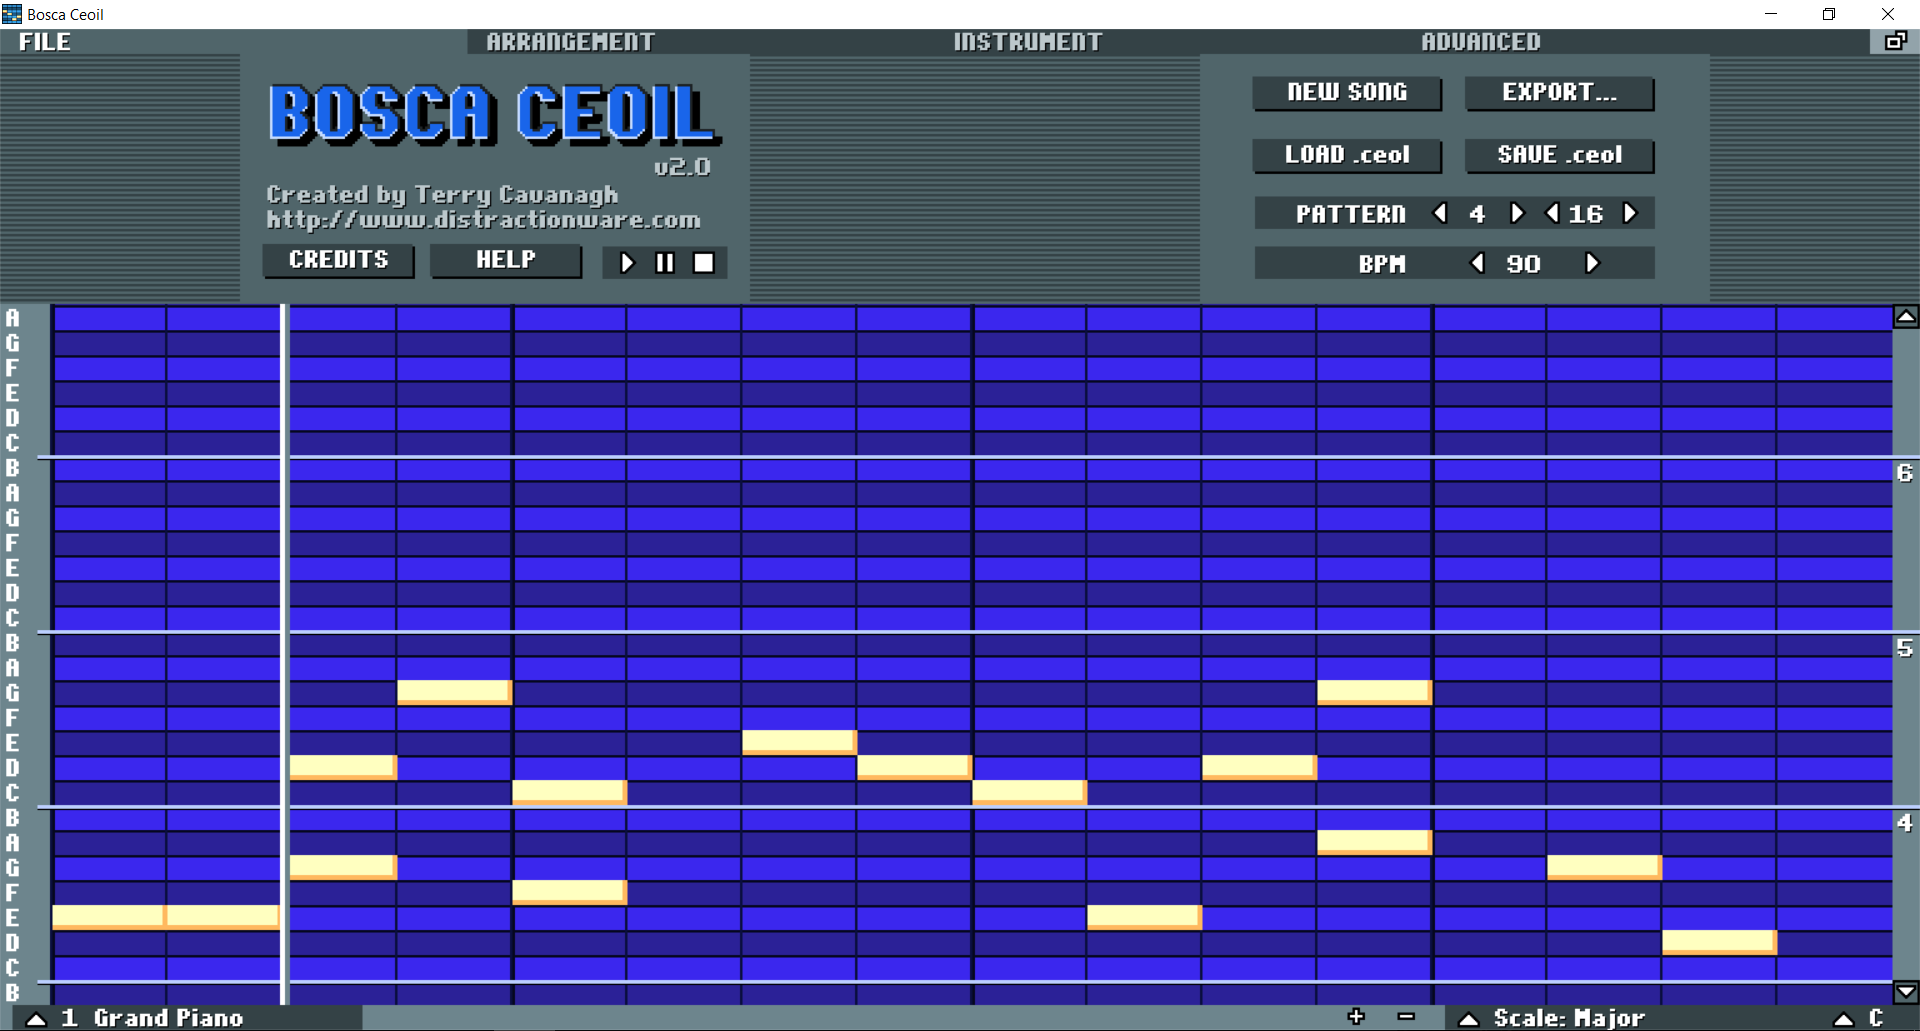 Bosca Ceoil
FILE ARRANGEMENT INSTRUMENT ADVANCED
BOSCA CEOIL
v2.0
Created by Terry Cavanagh
http://www.distractionware.com
CREDITS HELP
NEW SONG EXPORT...
LOAD .ceol SAVE .ceol
PATTERN 4 16
BPM 90
A
G
F
E
D
C
B 6
A
G
F
E
D
C
B 5
A
G
F
E
D
C
B 4
A
G
F
E
D
C
B
1 Grand Piano + - Scale: Major C